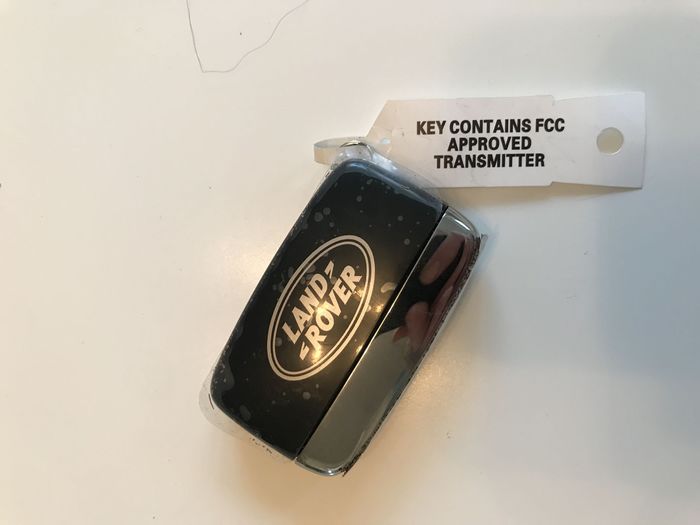 KEY CONTAINS FCC
APPROVED
TRANSMITTER
LAND
ROVER